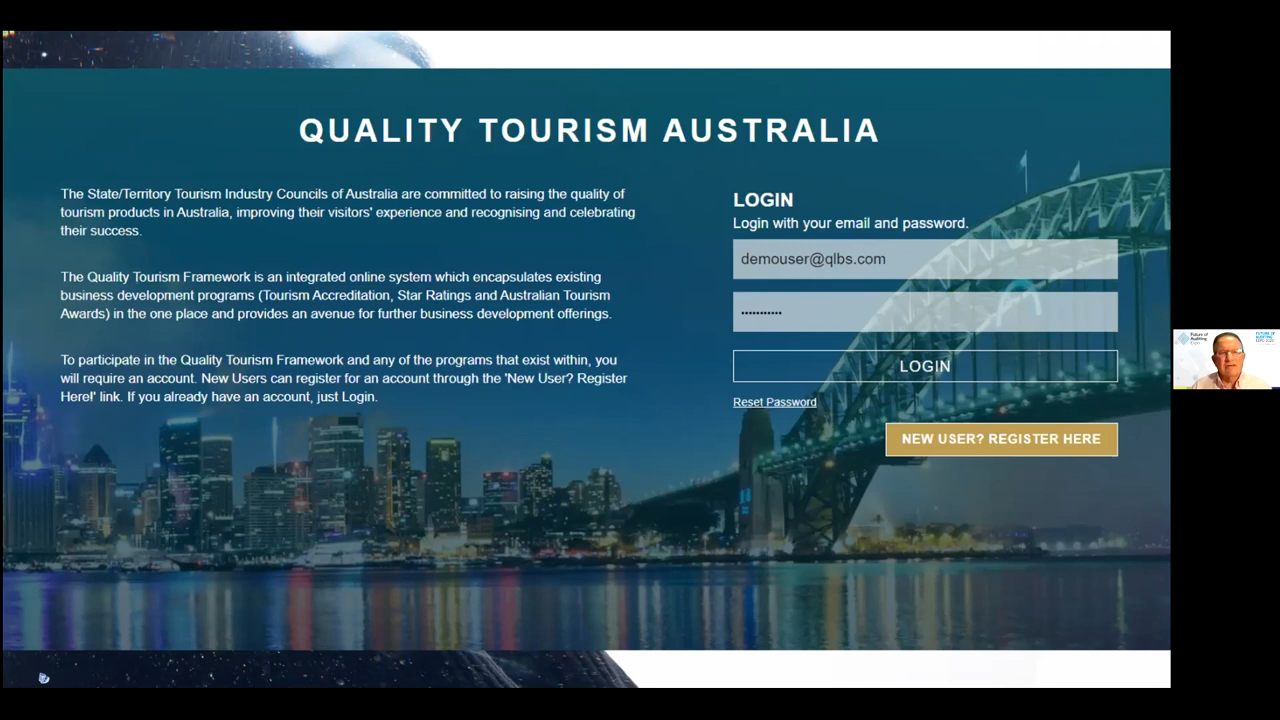 QUALITY TOURISM AUSTRALIA
The State/Territory Tourism Industry Councils of Australia are committed to raising the quality of
tourism products in Australia, improving their visitors' experience and recognising and celebrating
their success.
The Quality Tourism Framework is an integrated online system which encapsulates existing
business development programs (Tourism Accreditation, Star Ratings and Australian Tourism
Awards) in the one place and provides an avenue for further business development offerings.
To participate in the Quality Tourism Framework and any of the programs that exist within, you
will require an account. New Users can register for an account through the 'New User? Register
Here!' link. If you already have an account, just Login.
LOGIN
Login with your email and password.
demouser@qlbs.com
•••••••••••
LOGIN
Reset Password
NEW USER? REGISTER HERE
Future of
Auditing
FUTURE OF
AUDITING